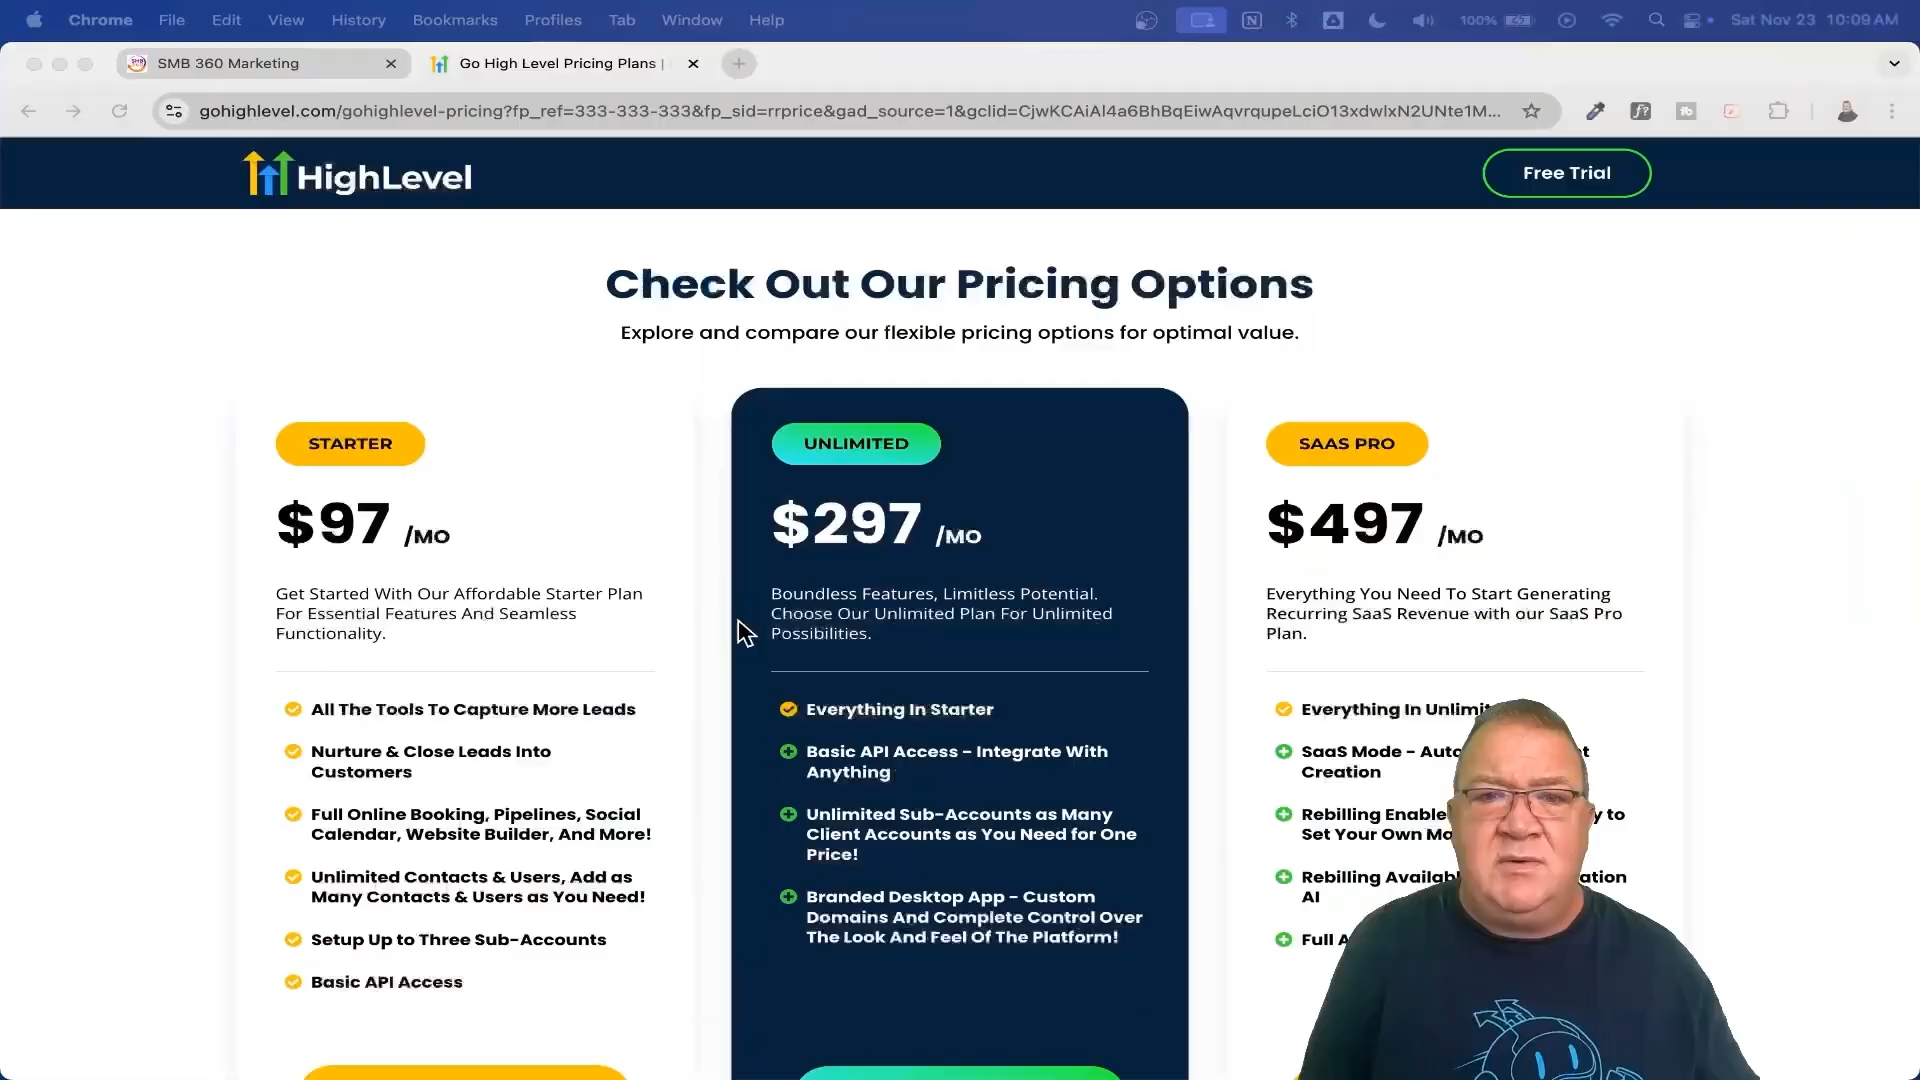 Chrome File Edit View History Bookmarks Profiles Tab Window Help 100% Sat Nov 23 10:09 AM
SMB 360 Marketing Go High Level Pricing Plans |
gohighlevel.com/gohighlevel-pricing?fp_ref=333-333-333&fp_sid=rrprice&gad_source=1&gclid=CjwKCAiAl4a6BhBqEiwAqvrqupeLciO13xdwlxN2UNte1M...
HighLevel
Free Trial
Check Out Our Pricing Options
Explore and compare our flexible pricing options for optimal value.
STARTER
$97 /MO
Get Started With Our Affordable Starter Plan
For Essential Features And Seamless
Functionality.
All The Tools To Capture More Leads
Nurture & Close Leads Into
Customers
Full Online Booking, Pipelines, Social
Calendar, Website Builder, And More!
Unlimited Contacts & Users, Add as
Many Contacts & Users as You Need!
Setup Up to Three Sub-Accounts
Basic API Access
UNLIMITED
$297 /MO
Boundless Features, Limitless Potential.
Choose Our Unlimited Plan For Unlimited
Possibilities.
Everything In Starter
Basic API Access - Integrate With
Anything
Unlimited Sub-Accounts as Many
Client Accounts as You Need for One
Price!
Branded Desktop App - Custom
Domains And Complete Control Over
The Look And Feel Of The Platform!
SAAS PRO
$497 /MO
Everything You Need To Start Generating
Recurring SaaS Revenue with our SaaS Pro
Plan.
Everything In
SaaS Mode -
Creation
Rebilling to
Set Your Own
Rebilling
AI
Full